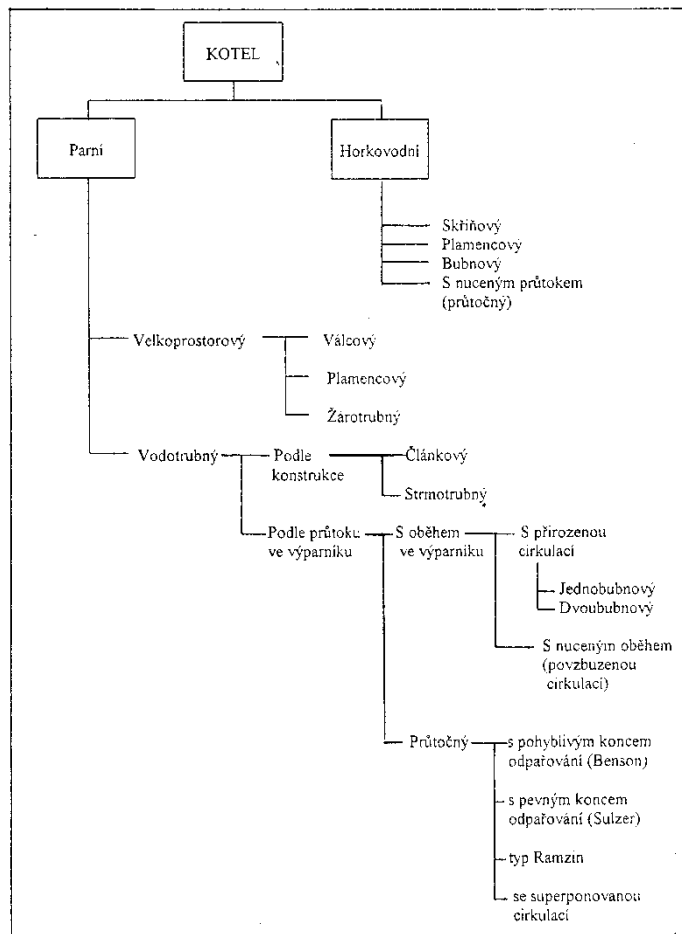 KOTEL
Parní
Horkovodní
Skříňový
Plamencový
Bubnový
S nuceným průtokem
(průtočný)
Velkoprostorový
Válcový
Plamencový
Žárotrubný
Vodotrubný
Podle
konstrukce
Článkový
Strmotrubný
Podle průtoku
ve výparníku
S oběhem
ve výparníku
S přirozenou
cirkulací
Jednobubnový
Dvoububnový
S nuceným oběhem
(povzbuzenou
cirkulací)
Průtočný
s pohyblivým koncem
odpařování (Benson)
s pevným koncem
odpařování (Sulzer)
typ Ramzin
se superponovanou
cirkulací